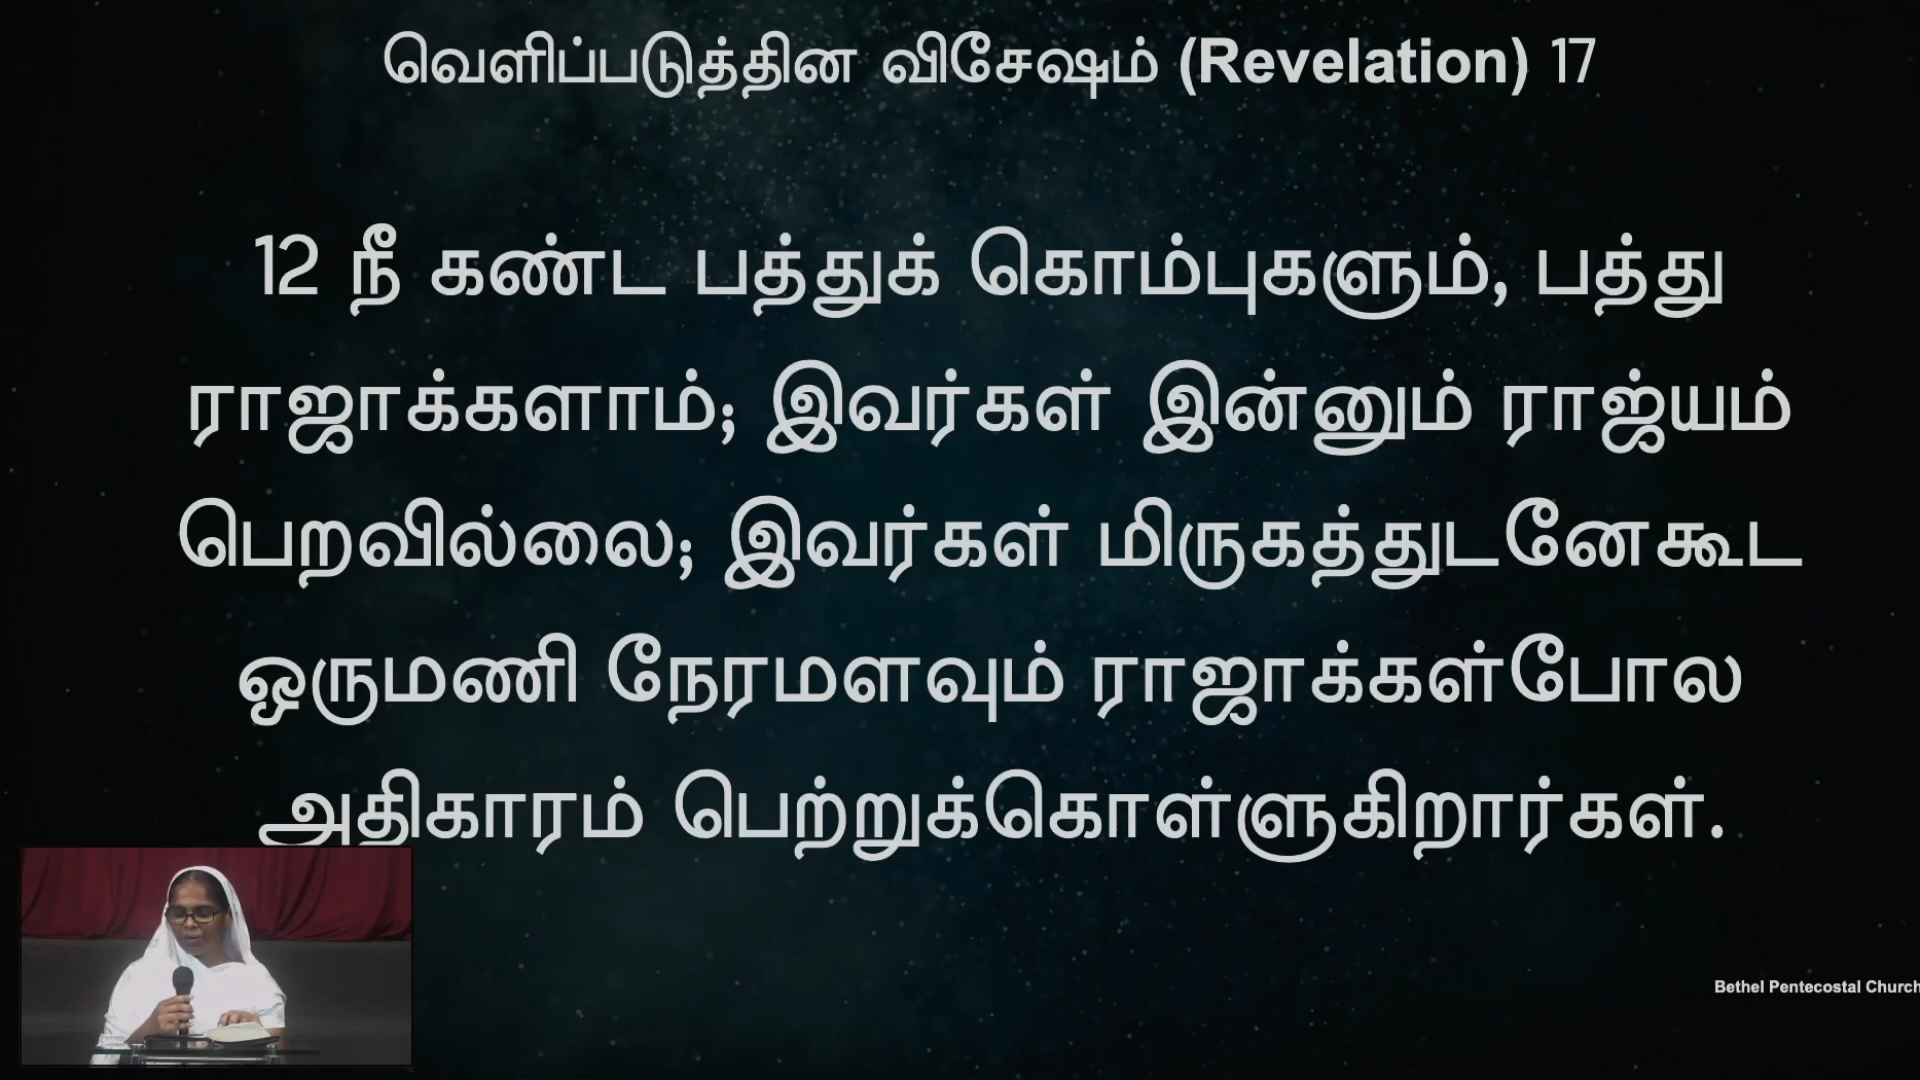 வெளிப்படுத்தின விசேஷம் (Revelation) 17
12 நீ கண்ட பத்துக் கொம்புகளும், பத்து
ராஜாக்களாம்; இவர்கள் இன்னும் ராஜ்யம்
பெறவில்லை; இவர்கள் மிருகத்துடனேகூட
ஒருமணி நேரமளவும் ராஜாக்கள்போல
அதிகாரம் பெற்றுக்கொள்ளுகிறார்கள்.
Bethel Pentecostal Church